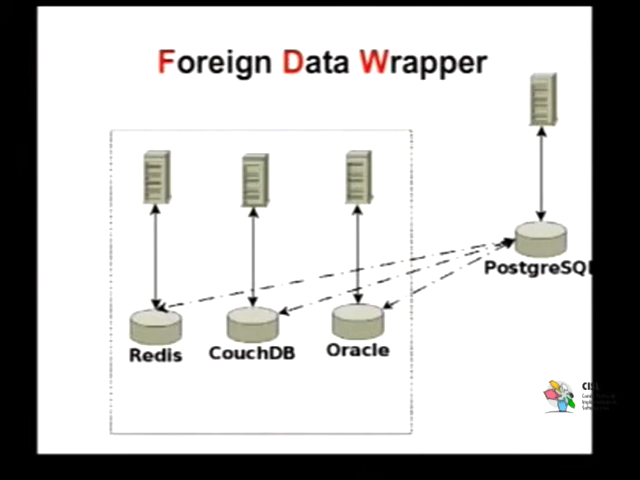 Foreign Data Wrapper
PostgreSQL
Redis
CouchDB
Oracle